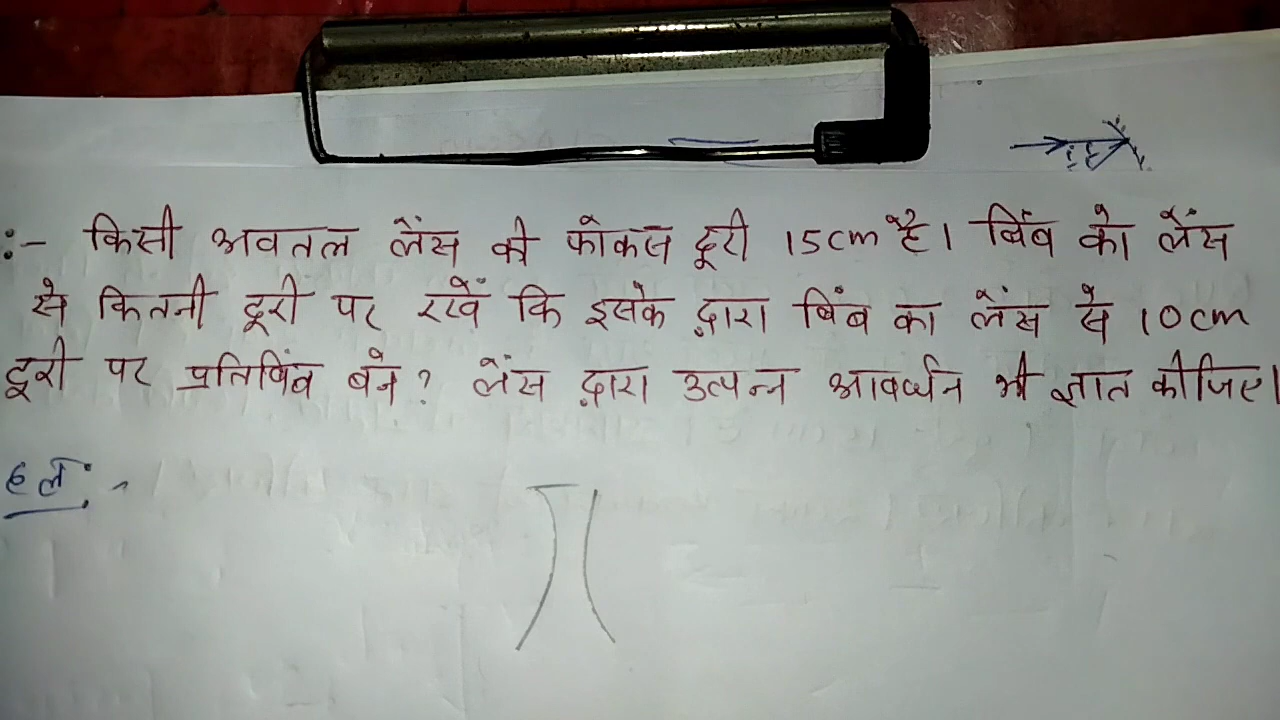 :- किसी अवतल लेंस की फोकस दूरी 15cm है। बिंब को लेंस
से कितनी दूरी पर रखें कि इसके द्वारा बिंब का लेंस से 10cm
दूरी पर प्रतिबिंब बने? लेंस द्वारा उत्पन्न आवर्धन भी ज्ञात कीजिए।
हल:-